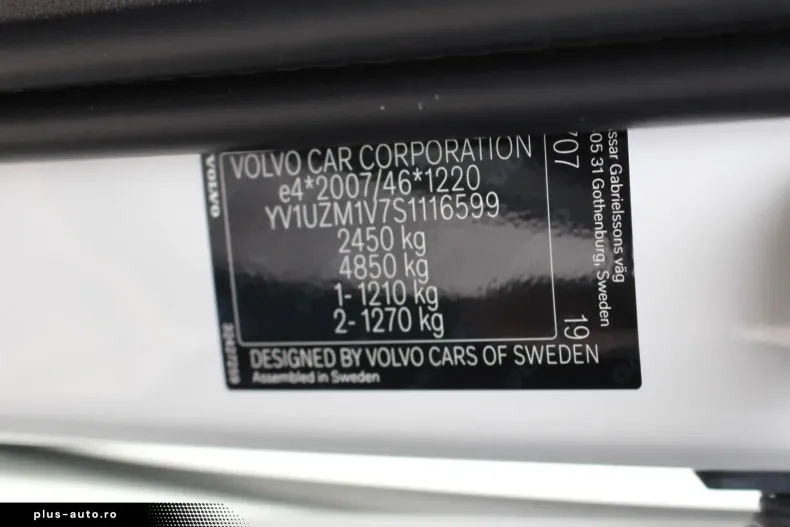 VOLVO
VOLVO CAR CORPORATION
e4*2007/46*1220
YV1UZM1V7S1116599
2450 kg
4850 kg
1- 1210 kg
2- 1270 kg
DESIGNED BY VOLVO CARS OF SWEDEN
Assembled in Sweden
707
19
ssar Gabrielssons väg
05 31 Gothenburg, Sweden
plus-auto.ro